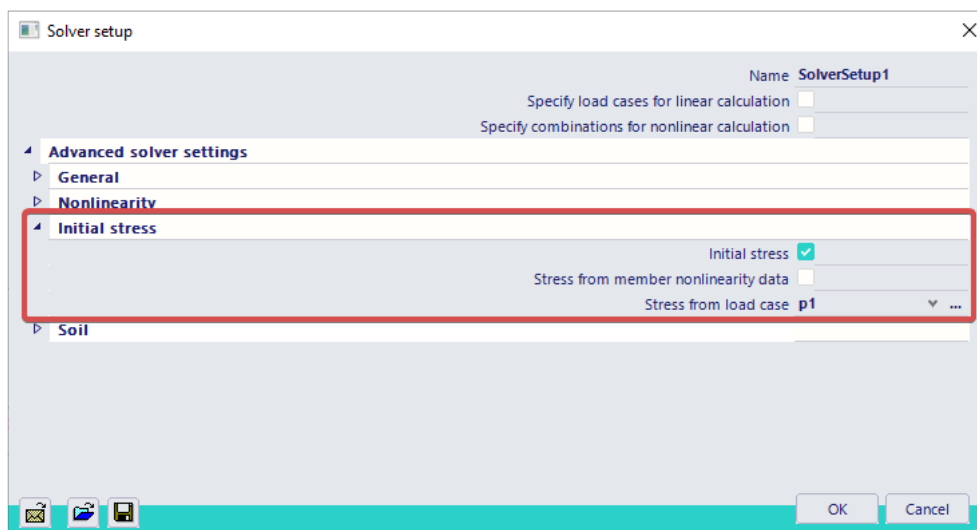 Solver setup
Name SolverSetup1
Specify load cases for linear calculation
Specify combinations for nonlinear calculation
Advanced solver settings
General
Nonlinearity
Initial stress
Initial stress
Stress from member nonlinearity data
Stress from load case p1 ...
Soil
OK Cancel